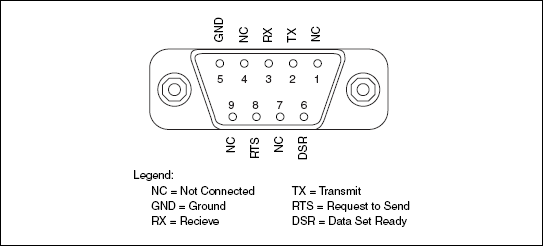 GND NC RX TX NC
5 4 3 2 1
9 8 7 6
NC RTS NC DSR
Legend:
NC = Not Connected TX = Transmit
GND = Ground RTS = Request to Send
RX = Recieve DSR = Data Set Ready